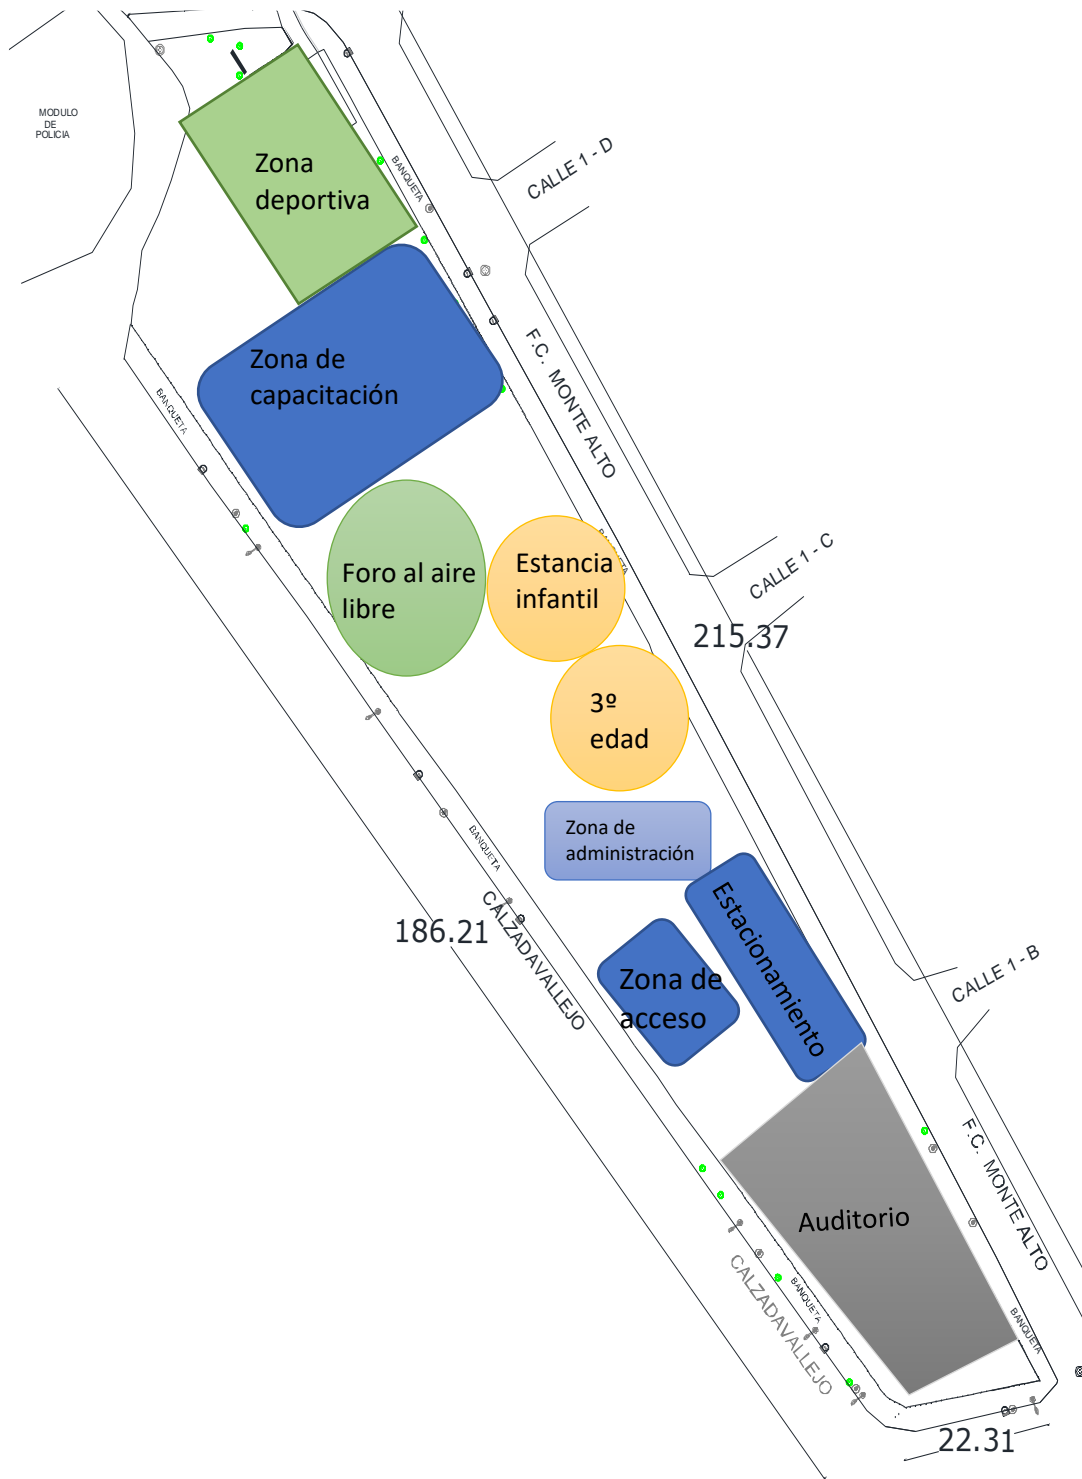 MODULO
DE
POLICIA
Zona
deportiva
BANQUETA
CALLE 1 - D
Zona de
capacitación
F.C. MONTE ALTO
BANQUETA
Foro al aire
libre
Estancia
infantil
BANQUETA
CALLE 1 - C
215.37
3º
edad
Zona de
administración
BANQUETA
CALZADAVALLEJO
186.21
Estacionamiento
Zona de
acceso
CALLE 1 - B
F.C. MONTE ALTO
Auditorio
CALZADAVALLEJO
BANQUETA
BANQUETA
22.31